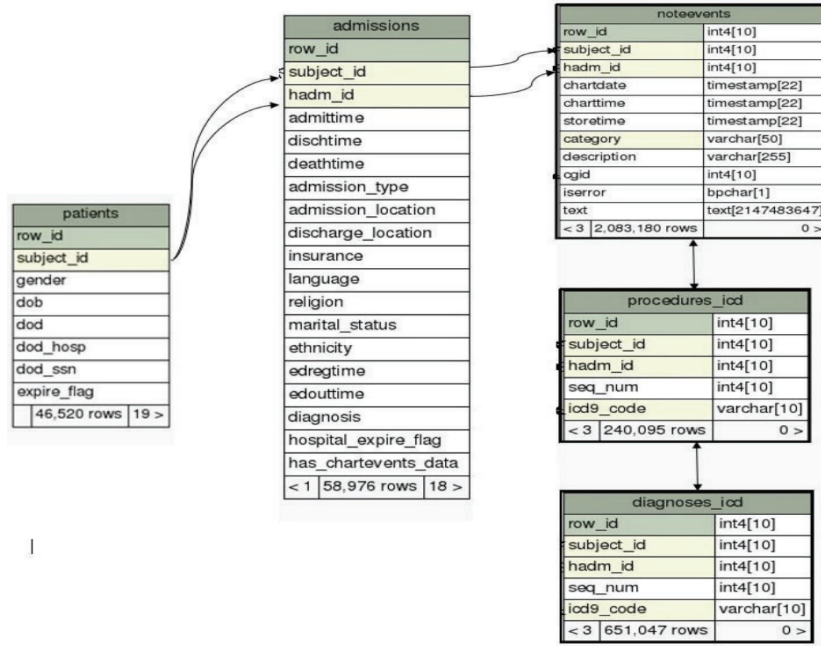 patients
row_id
subject_id
gender
dob
dod
dod_hosp
dod_ssn
expire_flag
46,520 rows 19 >
admissions
row_id
subject_id
hadm_id
admittime
dischtime
deathtime
admission_type
admission_location
discharge_location
insurance
language
religion
marital_status
ethnicity
edregtime
edouttime
diagnosis
hospital_expire_flag
has_chartevents_data
< 1 58,976 rows 18 >
noteevents
row_id int4[10]
subject_id int4[10]
hadm_id int4[10]
chartdate timestamp[22]
charttime timestamp[22]
storetime timestamp[22]
category varchar[50]
description varchar[255]
cgid int4[10]
iserror bpchar[1]
text text[2147483647]
< 3 2,083,180 rows 0 >
procedures_icd
row_id int4[10]
subject_id int4[10]
hadm_id int4[10]
seq_num int4[10]
icd9_code varchar[10]
< 3 240,095 rows 0 >
diagnoses_icd
row_id int4[10]
subject_id int4[10]
hadm_id int4[10]
seq_num int4[10]
icd9_code varchar[10]
< 3 651,047 rows 0 >